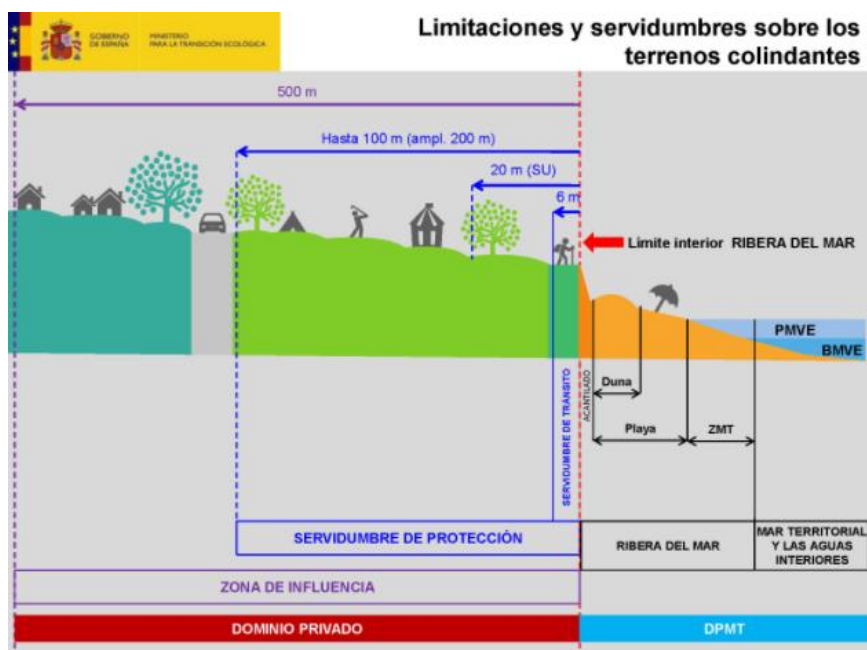 GOBIERNO
DE ESPAÑA
MINISTERIO
PARA LA TRANSICIÓN ECOLÓGICA
Limitaciones y servidumbres sobre los
terrenos colindantes
500 m
Hasta 100 m (ampl. 200 m)
20 m (SU)
6 m
Límite interior RIBERA DEL MAR
PMVE
BMVE
ACANTILADO
Duna
Playa
ZMT
SERVIDUMBRE DE TRÁNSITO
SERVIDUMBRE DE PROTECCIÓN
RIBERA DEL MAR
MAR TERRITORIAL
Y LAS AGUAS
INTERIORES
ZONA DE INFLUENCIA
DOMINIO PRIVADO
DPMT